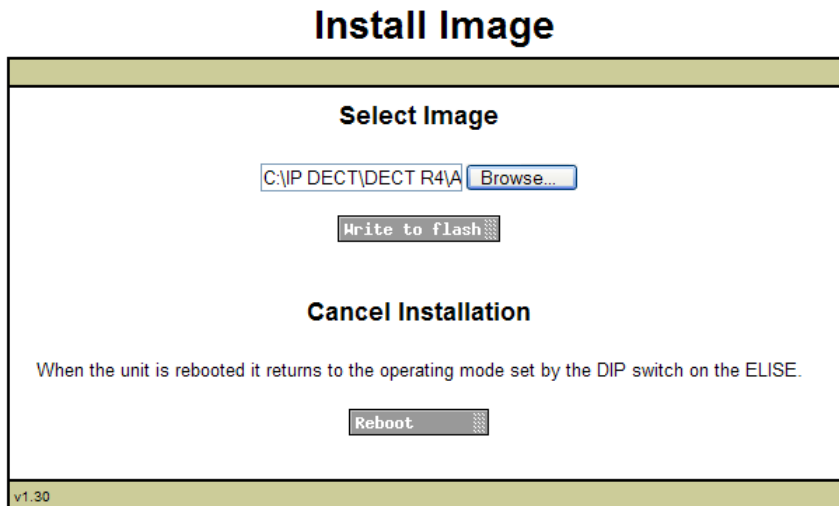 Install Image
Select Image
C:\IP DECT\DECT R4\A Browse...
Write to flash
Cancel Installation
When the unit is rebooted it returns to the operating mode set by the DIP switch on the ELISE.
Reboot
v1.30